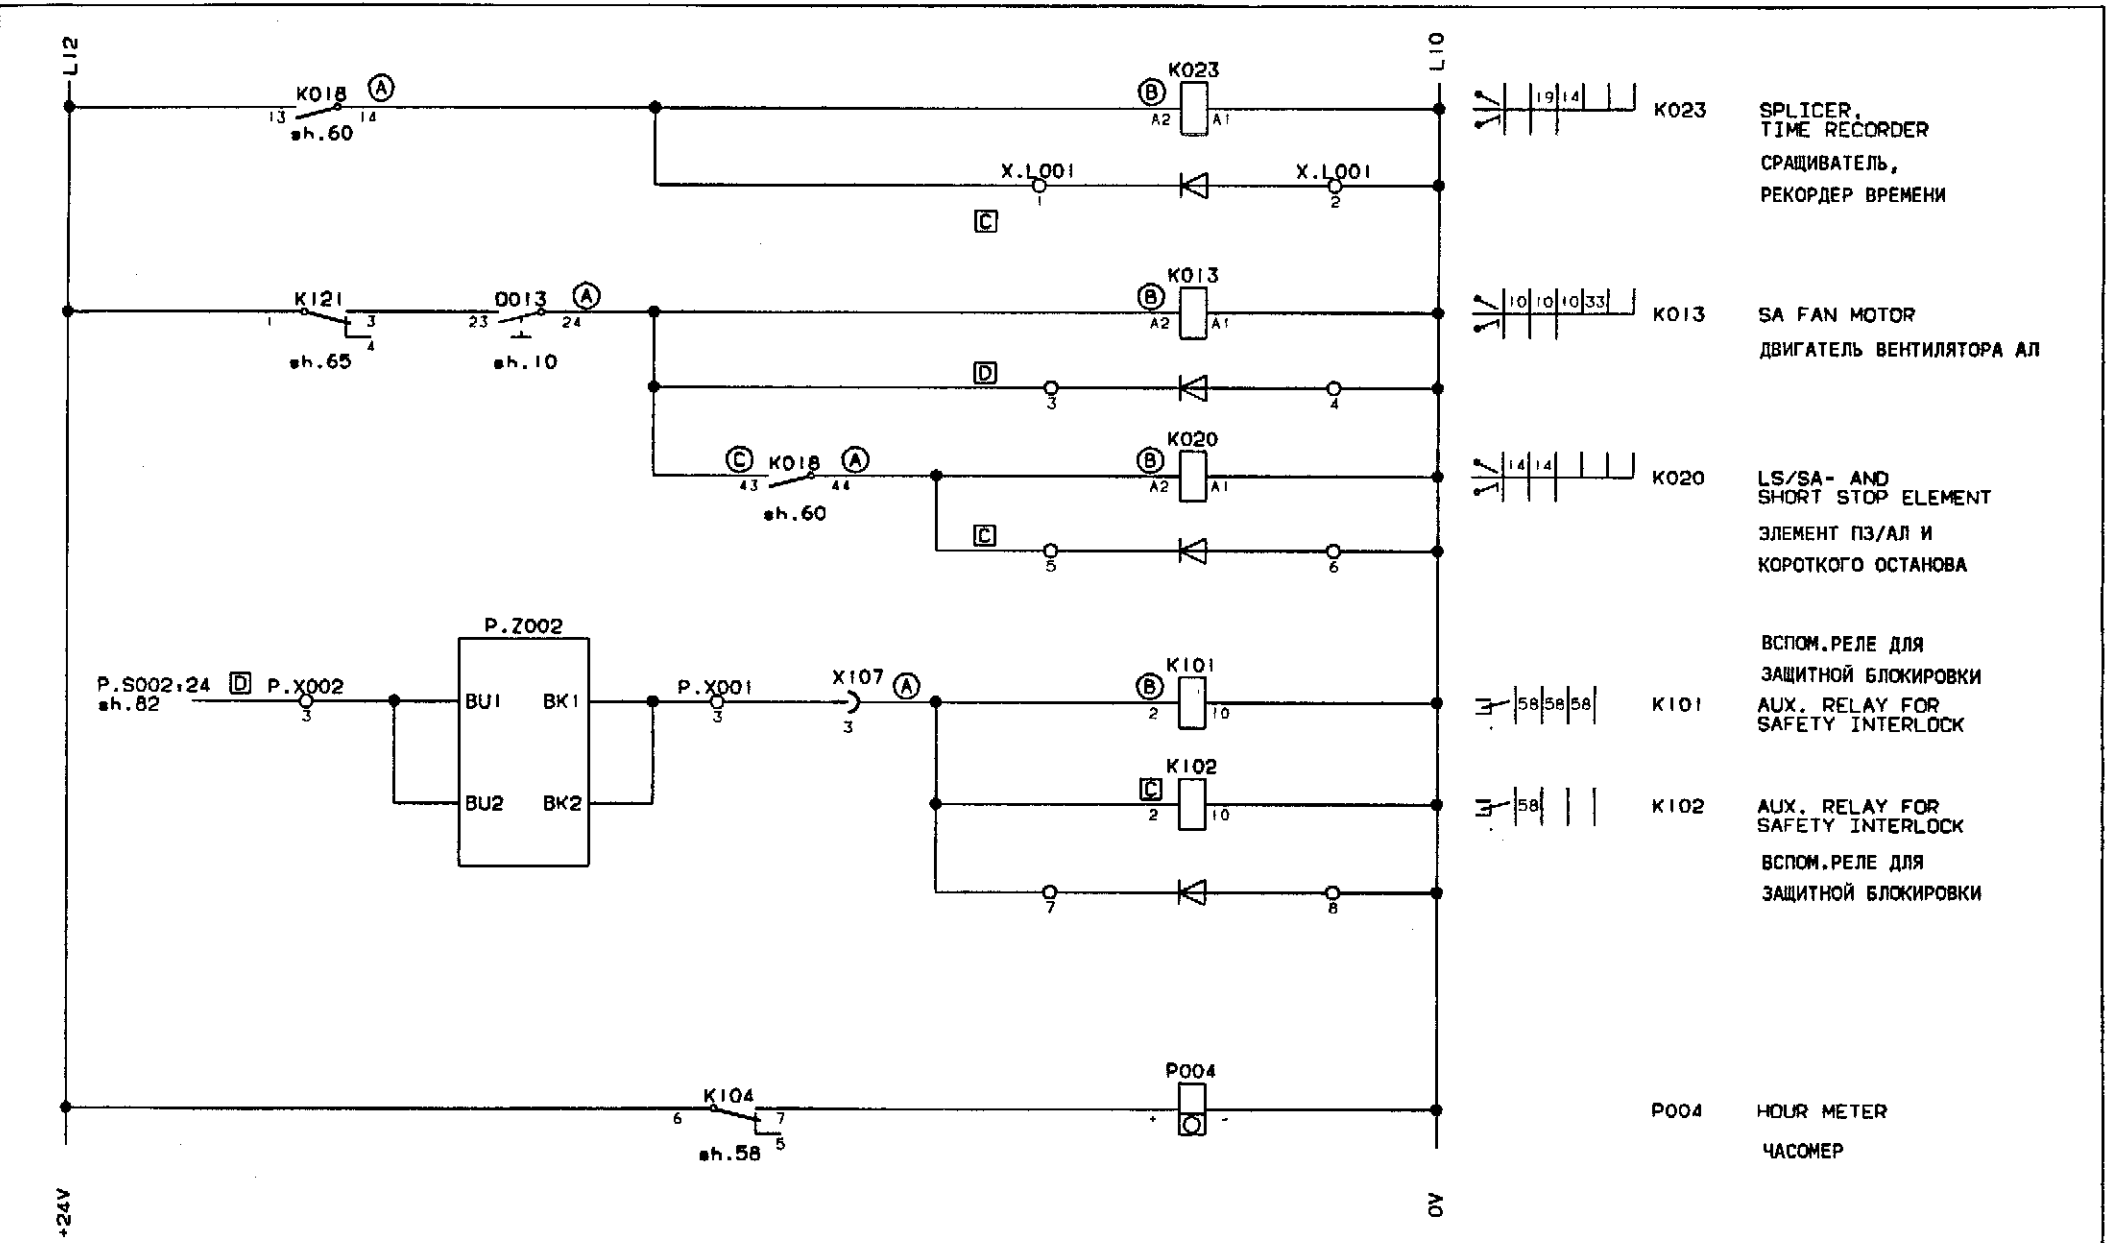 L12
L10
K018
A
13
14
sh.60
B
K023
A2
A1
19 14
K023
SPLICER,
TIME RECORDER
СРАЩИВАТЕЛЬ,
РЕКОРДЕР ВРЕМЕНИ
X.L001
1
X.L001
2
C
K121
1
3
4
sh.65
Q013
A
23
24
sh.10
B
K013
A2
A1
10 10 10 33
K013
SA FAN MOTOR
ДВИГАТЕЛЬ ВЕНТИЛЯТОРА АЛ
D
3
4
C
K018
A
43
44
sh.60
B
K020
A2
A1
14 14
K020
LS/SA- AND
SHORT STOP ELEMENT
ЭЛЕМЕНТ ПЗ/АЛ И
КОРОТКОГО ОСТАНОВА
C
5
6
P.Z002
P.S002:24
sh.82
D
P.X002
3
BU1
BK1
BU2
BK2
P.X001
3
X107
3
A
B
K101
2
10
58 58 58
K101
ВСПОМ.РЕЛЕ ДЛЯ
ЗАЩИТНОЙ БЛОКИРОВКИ
AUX. RELAY FOR
SAFETY INTERLOCK
C
K102
2
10
58
K102
AUX. RELAY FOR
SAFETY INTERLOCK
ВСПОМ.РЕЛЕ ДЛЯ
ЗАЩИТНОЙ БЛОКИРОВКИ
7
8
K104
6
7
5
sh.58
P004
+
-
P004
HOUR METER
ЧАСОМЕР
+24V
0V